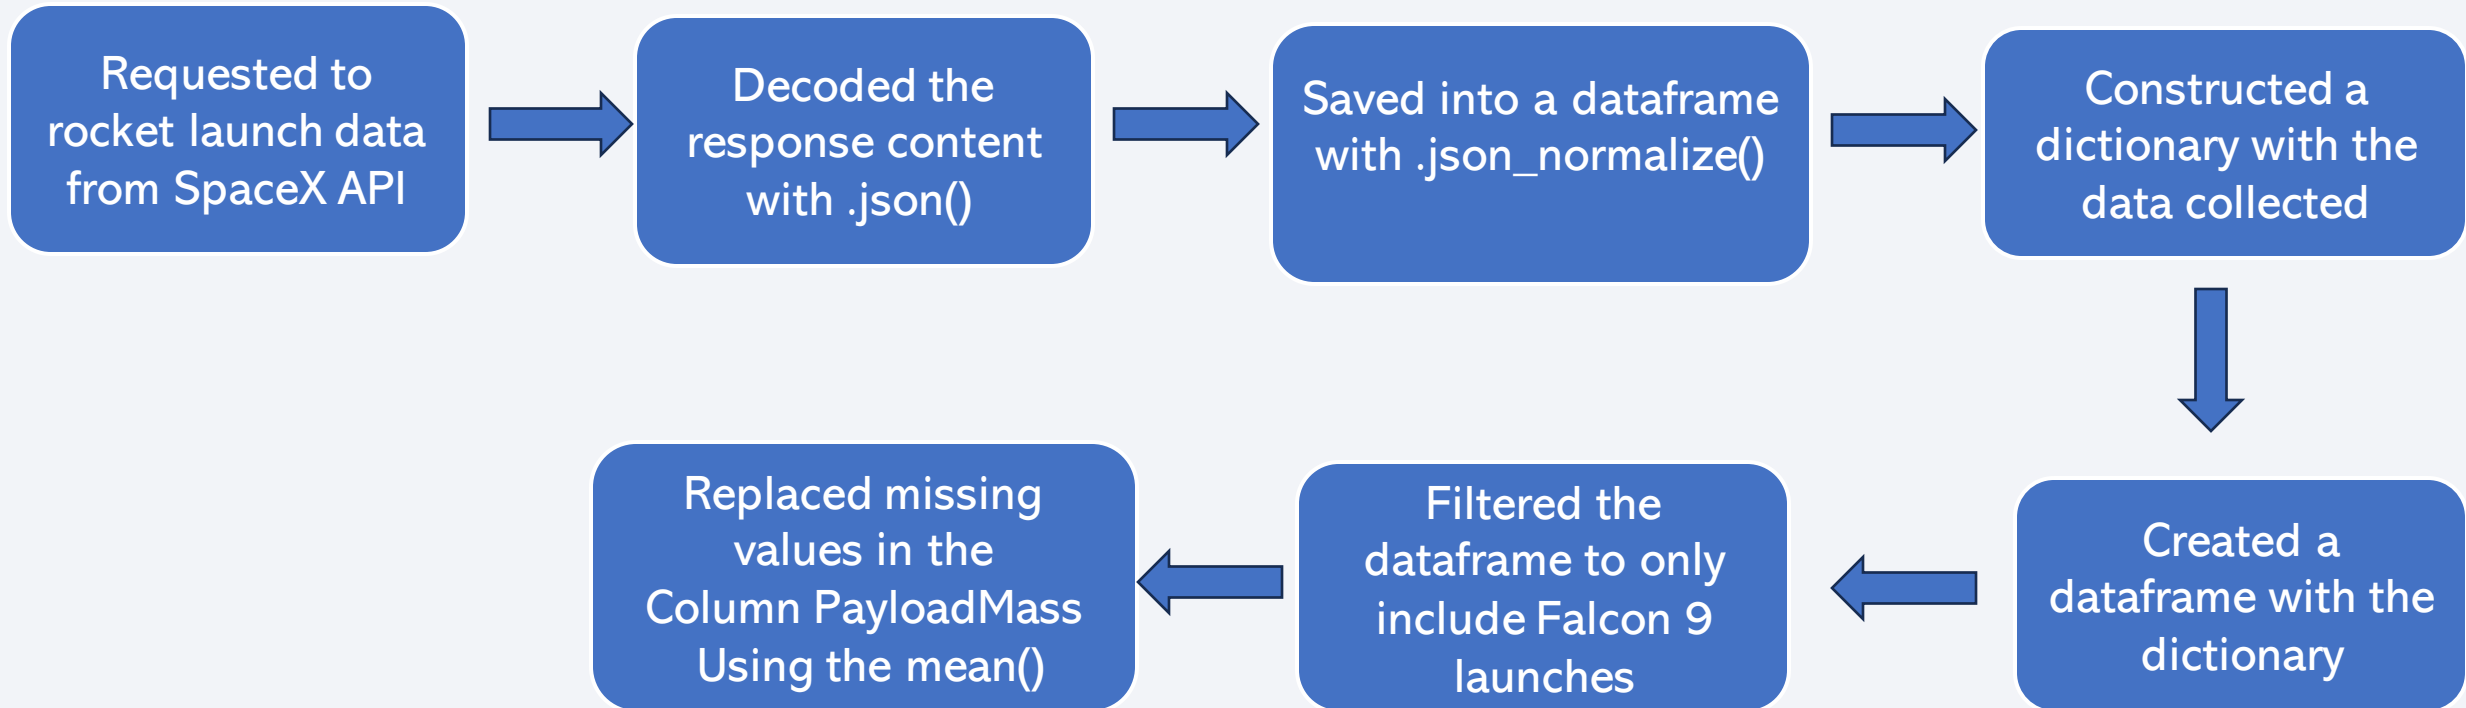 Requested to
rocket launch data
from SpaceX API
Decoded the
response content
with .json()
Saved into a dataframe
with .json_normalize()
Constructed a
dictionary with the
data collected
Created a
dataframe with the
dictionary
Filtered the
dataframe to only
include Falcon 9
launches
Replaced missing
values in the
Column PayloadMass
Using the mean()